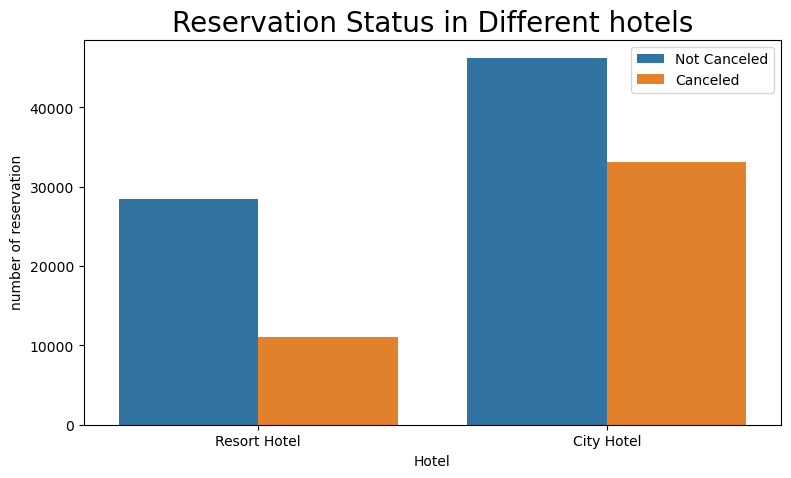 Reservation Status in Different hotels
Not Canceled
Canceled
number of reservation
40000
30000
20000
10000
0
Resort Hotel
City Hotel
Hotel